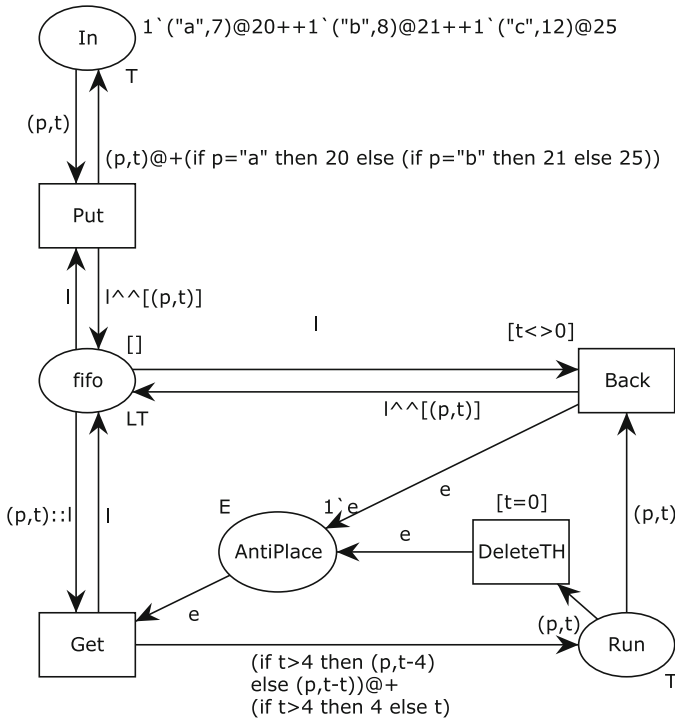 In
1`("a",7)@20++1`("b",8)@21++1`("c",12)@25
T
(p,t)
(p,t)@+(if p="a" then 20 else (if p="b" then 21 else 25))
Put
l
l^^[(p,t)]
l
[]
[t<>0]
fifo
Back
l^^[(p,t)]
LT
e
E
1`e
[t=0]
(p,t)::l
l
(p,t)
e
AntiPlace
DeleteTH
e
(p,t)
Get
Run
(if t>4 then (p,t-4)
else (p,t-t))@+
(if t>4 then 4 else t)
T